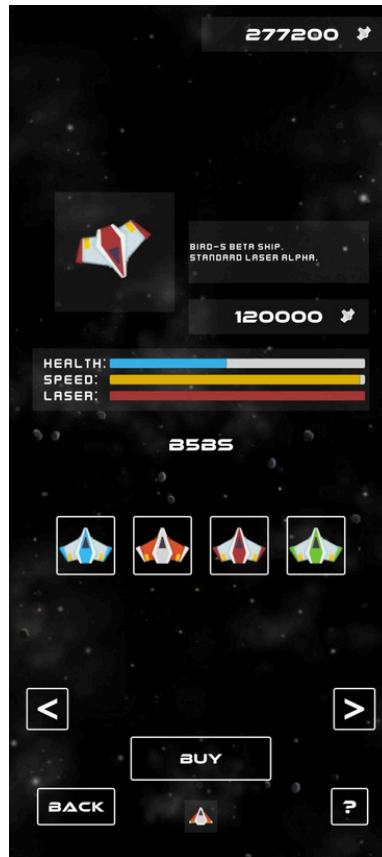 277200
BIRD-S BETA SHIP.
STANDARD LASER ALPHA.
120000
HEALTH:
SPEED:
LASER:
B5BS
<
>
BUY
BACK
?